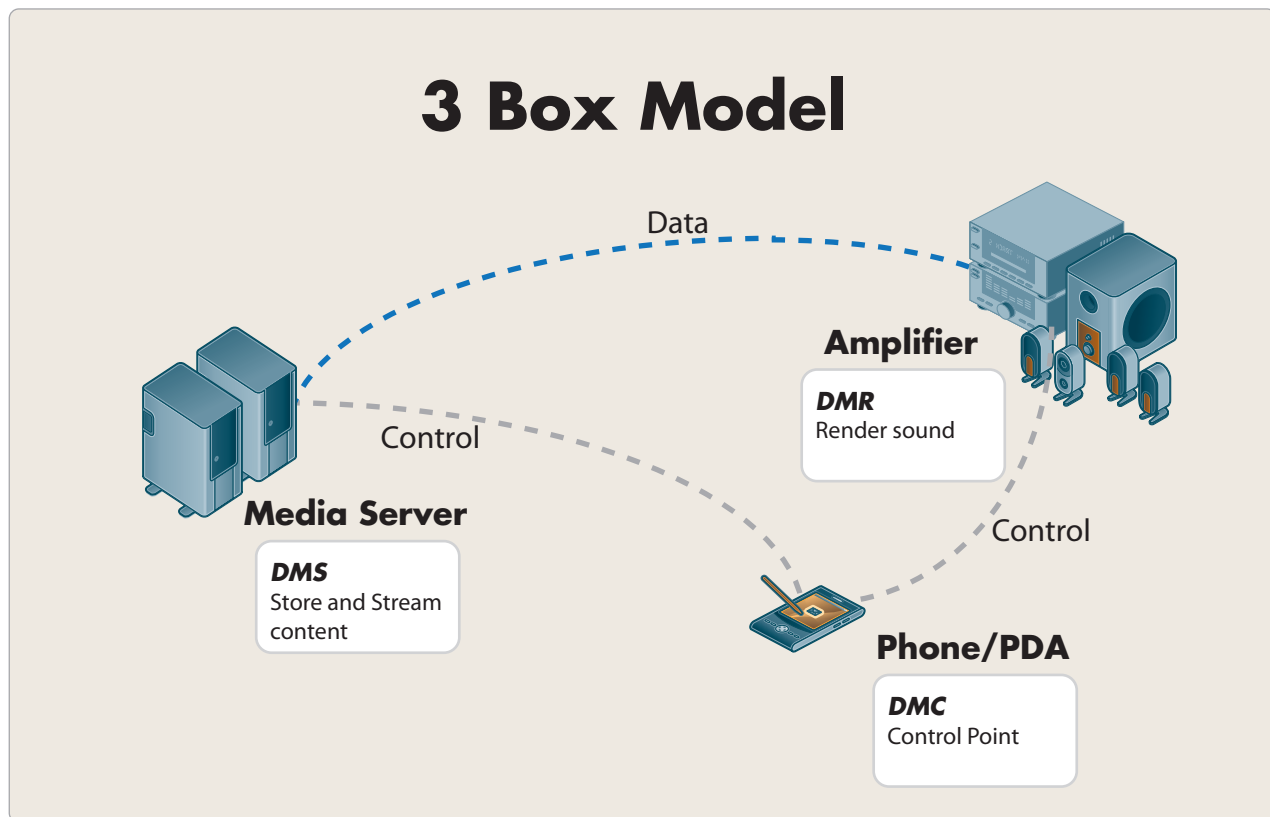 3 Box Model
Data
Amplifier
DMR
Render sound
Control
Media Server
DMS
Store and Stream
content
Control
Phone/PDA
DMC
Control Point